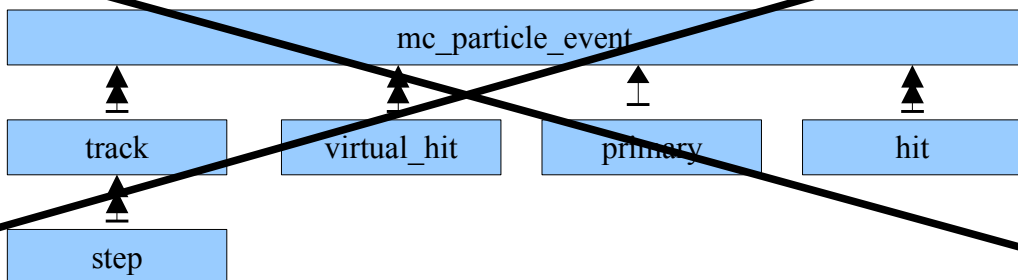 mc_particle_event
track
virtual_hit
primary
hit
step